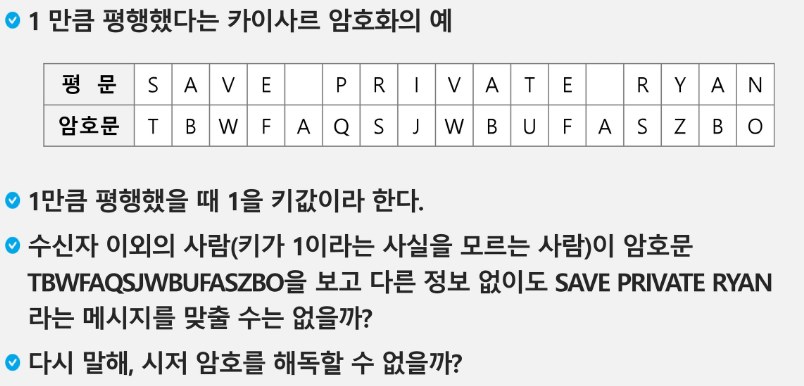 1 만큼 평행했다는 카이사르 암호화의 예
평 문 S A V E P R I V A T E R Y A N
암호문 T B W F A Q S J W B U F A S Z B O
1만큼 평행했을 때 1을 키값이라 한다.
수신자 이외의 사람(키가 1이라는 사실을 모르는 사람)이 암호문
TBWFAQSJWBUFASZBO을 보고 다른 정보 없이도 SAVE PRIVATE RYAN
라는 메시지를 맞출 수는 없을까?
다시 말해, 시저 암호를 해독할 수 없을까?